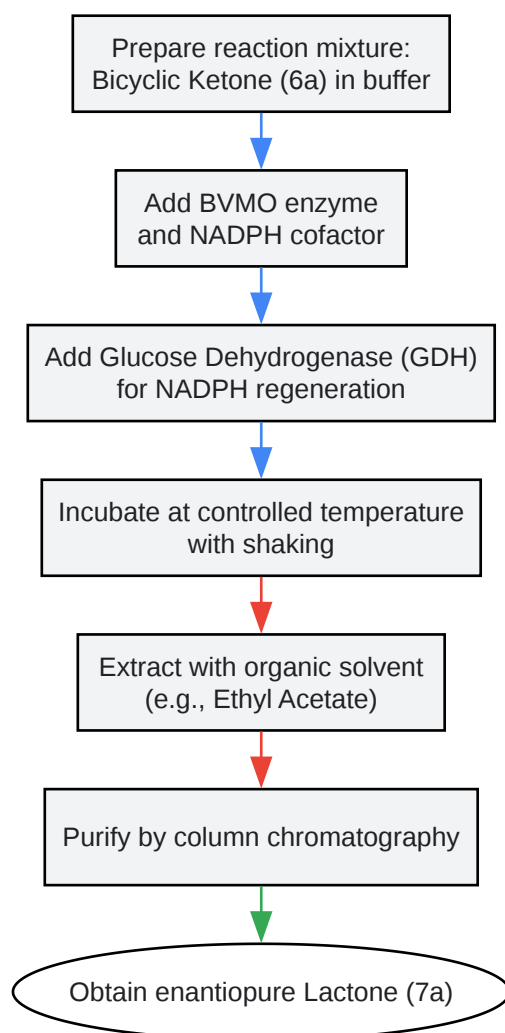 Prepare reaction mixture:
Bicyclic Ketone (6a) in buffer
Add BVMO enzyme
and NADPH cofactor
Add Glucose Dehydrogenase (GDH)
for NADPH regeneration
Incubate at controlled temperature
with shaking
Extract with organic solvent
(e.g., Ethyl Acetate)
Purify by column chromatography
Obtain enantiopure Lactone (7a)